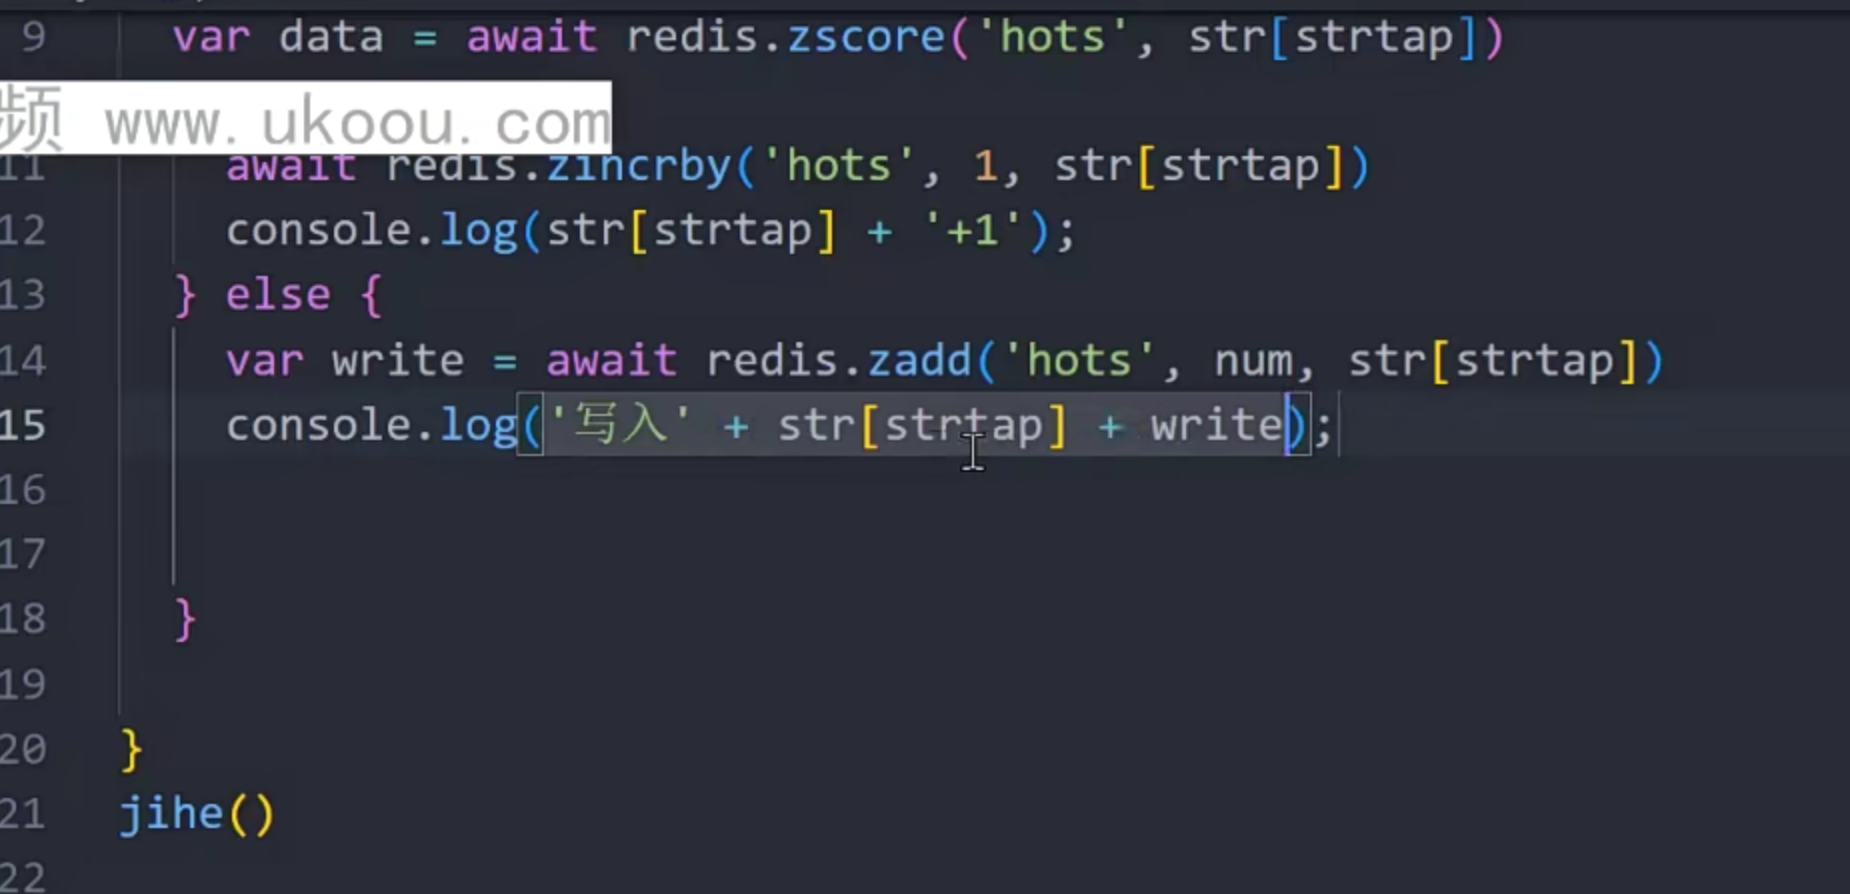 9 var data = await redis.zscore('hots', str[strtap])
频 www.ukoou.com
11 await redis.zincrby('hots', 1, str[strtap])
12 console.log(str[strtap] + '+1');
13 } else {
14 var write = await redis.zadd('hots', num, str[strtap])
15 console.log('写入' + str[strtap] + write);
16
17
18 }
19
20 }
21 jihe()
22